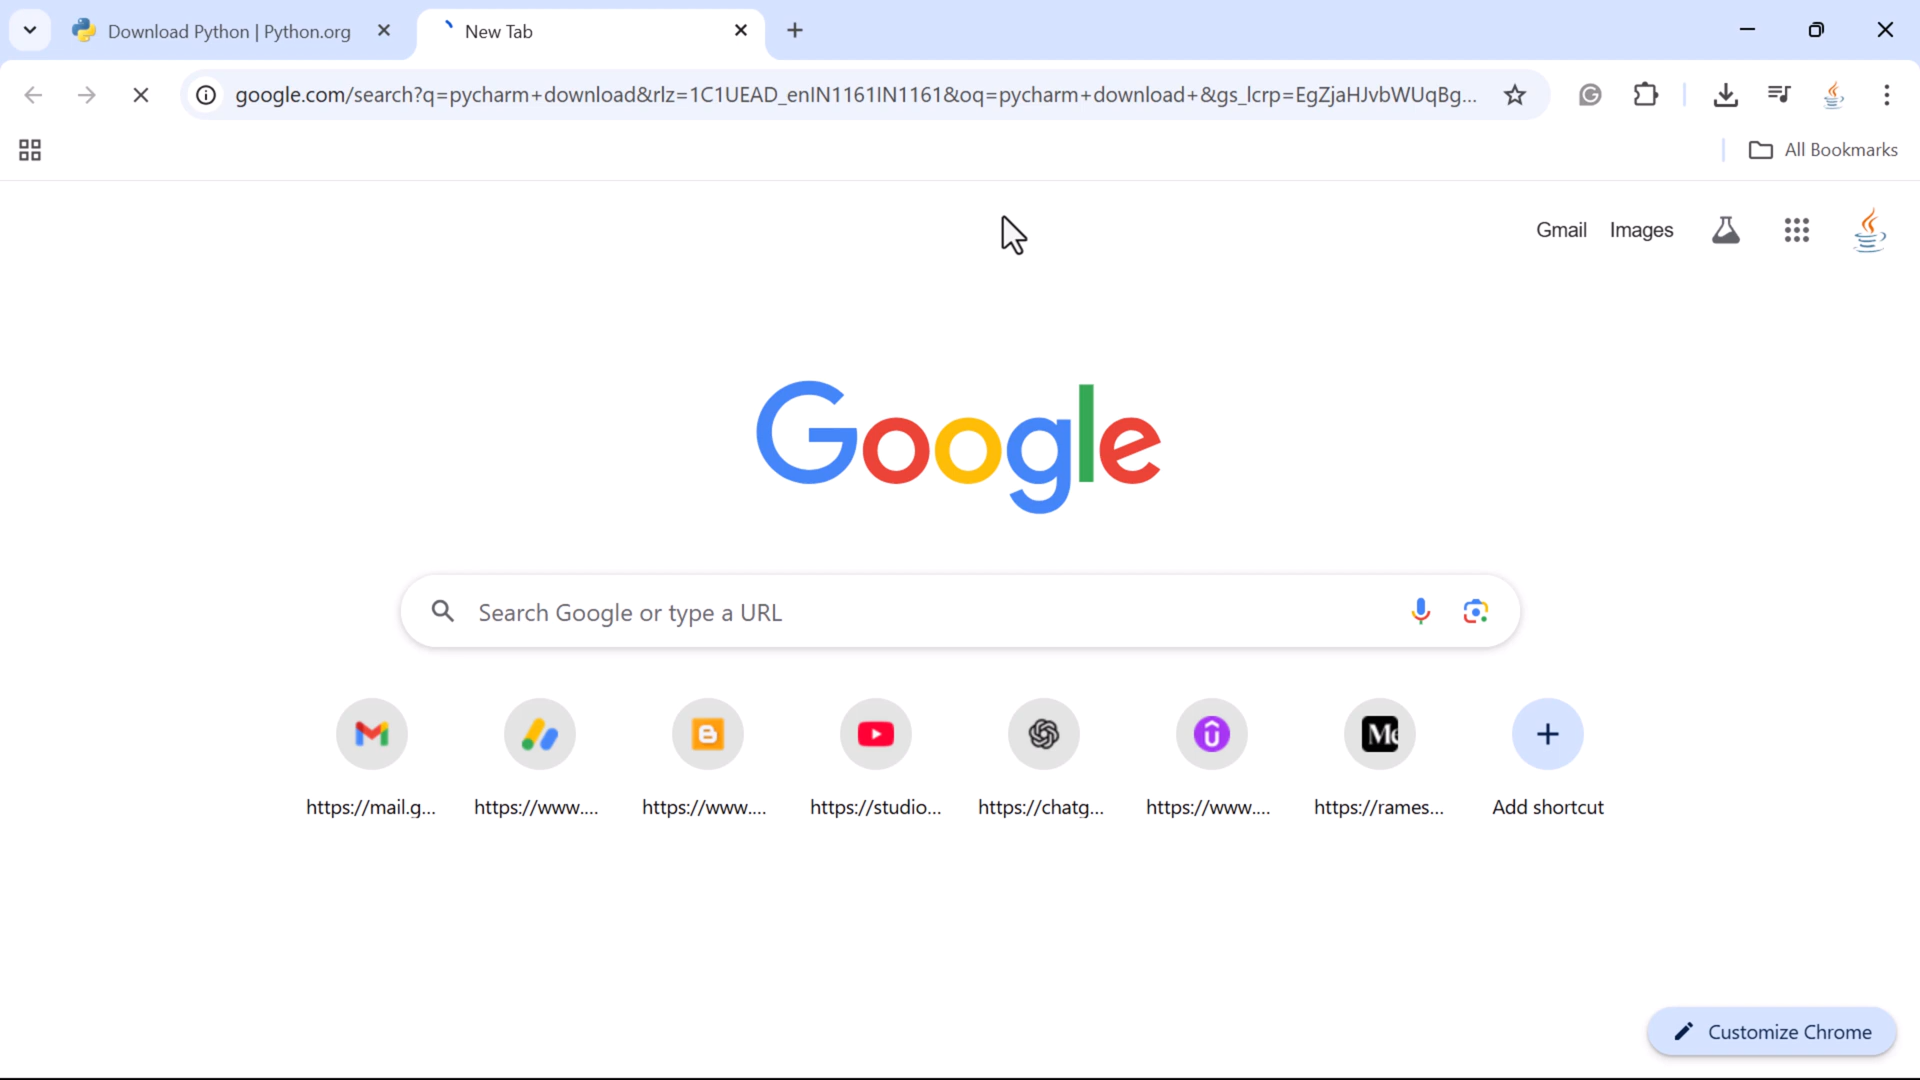 Download Python | Python.org
New Tab
google.com/search?q=pycharm+download&rlz=1C1UEAD_enIN1161IN1161&oq=pycharm+download+&gs_lcrp=EgZjaHJvbWUqBg...
All Bookmarks
Gmail Images
Google
Search Google or type a URL
https://mail.g... https://www.... https://www.... https://studio... https://chatg... https://www.... https://rames... Add shortcut
Customize Chrome